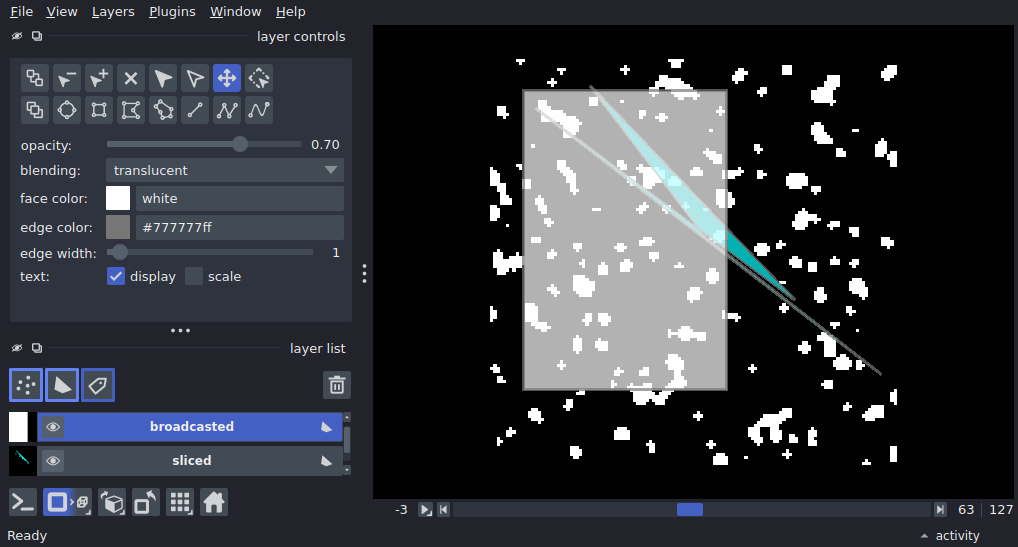 File View Layers Plugins Window Help
layer controls
opacity: 0.70
blending: translucent
face color: white
edge color: #777777ff
edge width: 1
text: display scale
layer list
broadcasted
sliced
-3 63 127
Ready activity